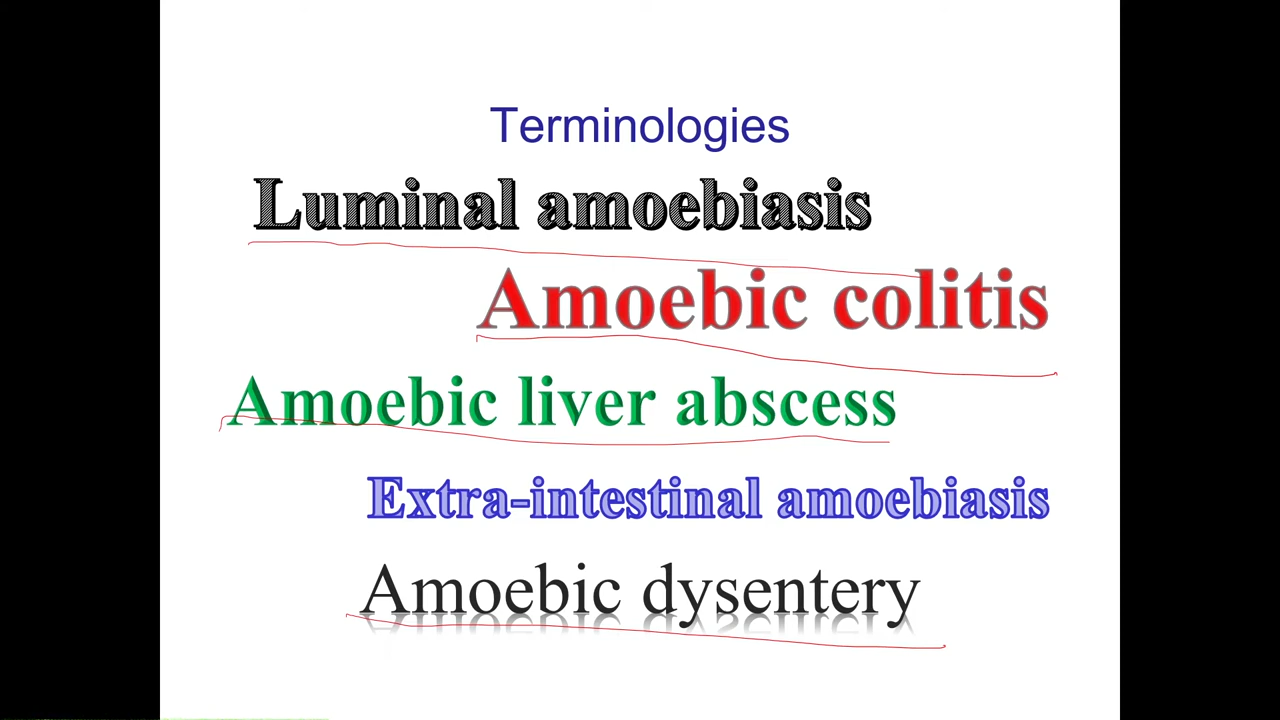 Terminologies
Luminal amoebiasis
Amoebic colitis
Amoebic liver abscess
Extra-intestinal amoebiasis
Amoebic dysentery